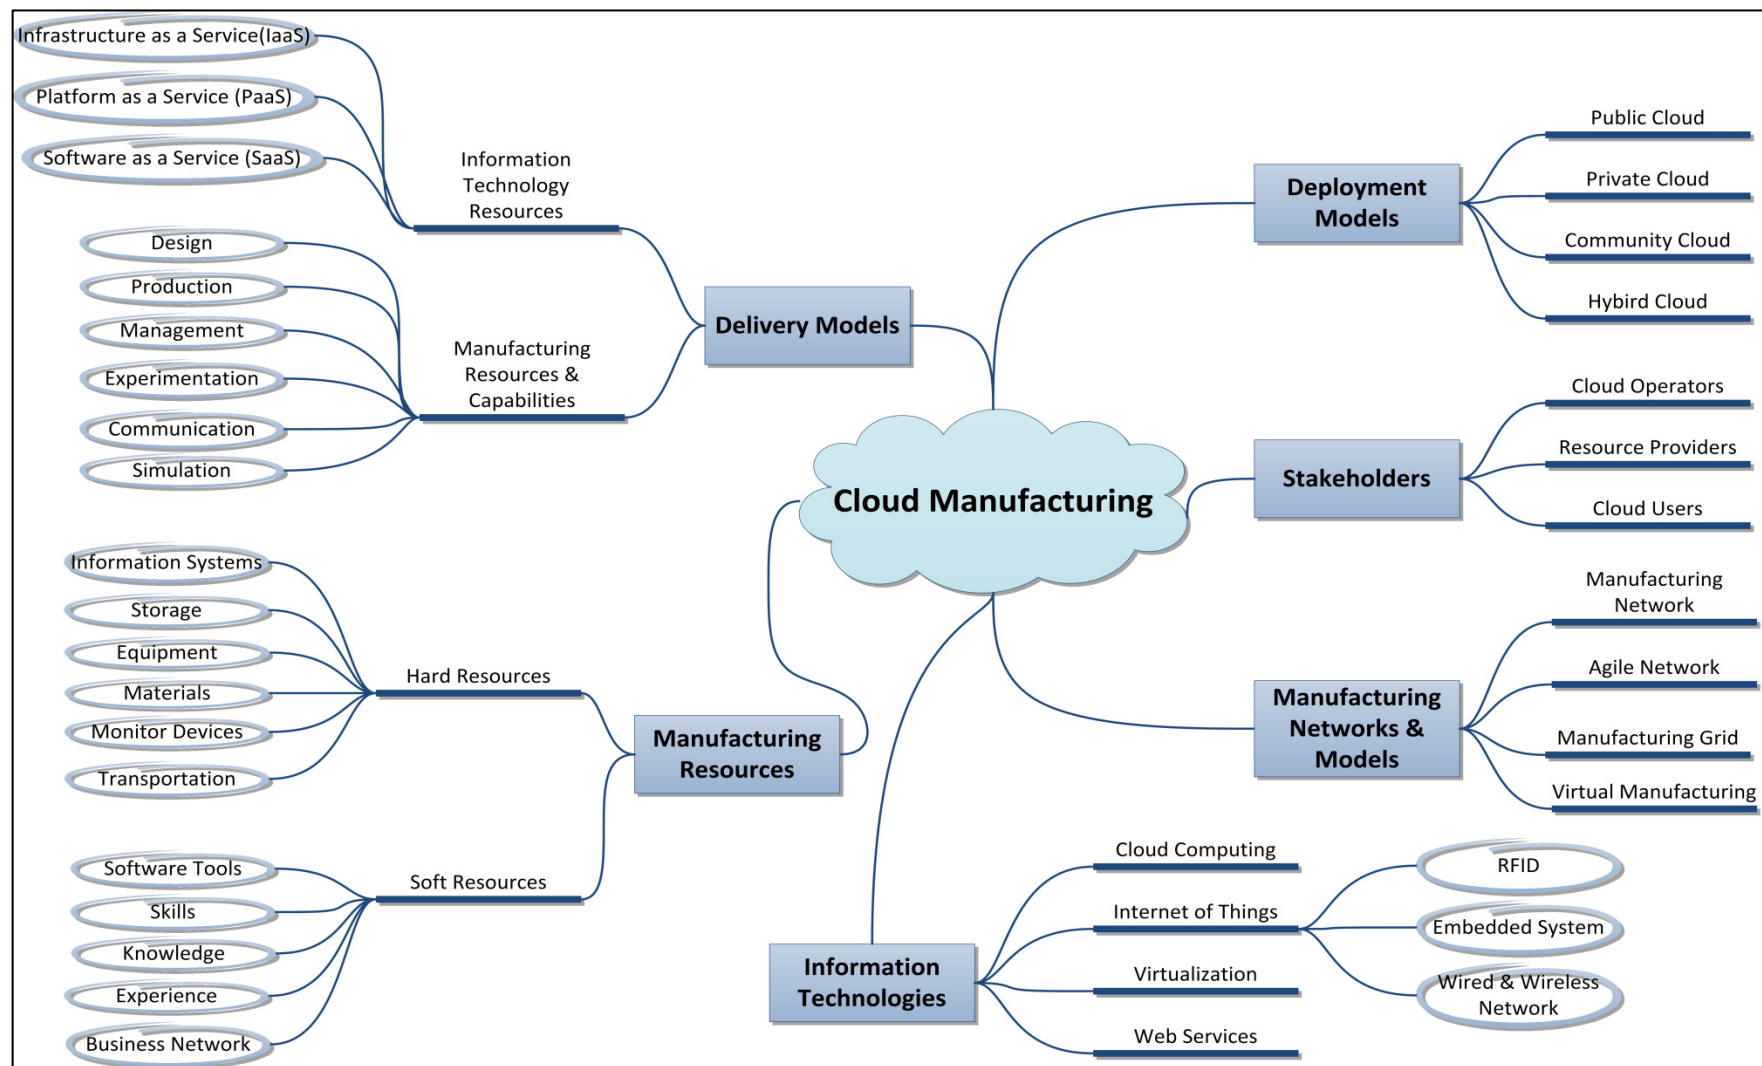 Infrastructure as a Service(IaaS)
Platform as a Service (PaaS)
Software as a Service (SaaS)
Information
Technology
Resources
Design
Production
Management
Experimentation
Communication
Simulation
Manufacturing
Resources &
Capabilities
Delivery Models
Information Systems
Storage
Equipment
Materials
Monitor Devices
Transportation
Hard Resources
Software Tools
Skills
Knowledge
Experience
Business Network
Soft Resources
Manufacturing
Resources
Cloud Manufacturing
Deployment
Models
Public Cloud
Private Cloud
Community Cloud
Hybird Cloud
Stakeholders
Cloud Operators
Resource Providers
Cloud Users
Manufacturing
Networks &
Models
Manufacturing
Network
Agile Network
Manufacturing Grid
Virtual Manufacturing
Information
Technologies
Cloud Computing
Internet of Things
Virtualization
Web Services
RFID
Embedded System
Wired & Wireless
Network